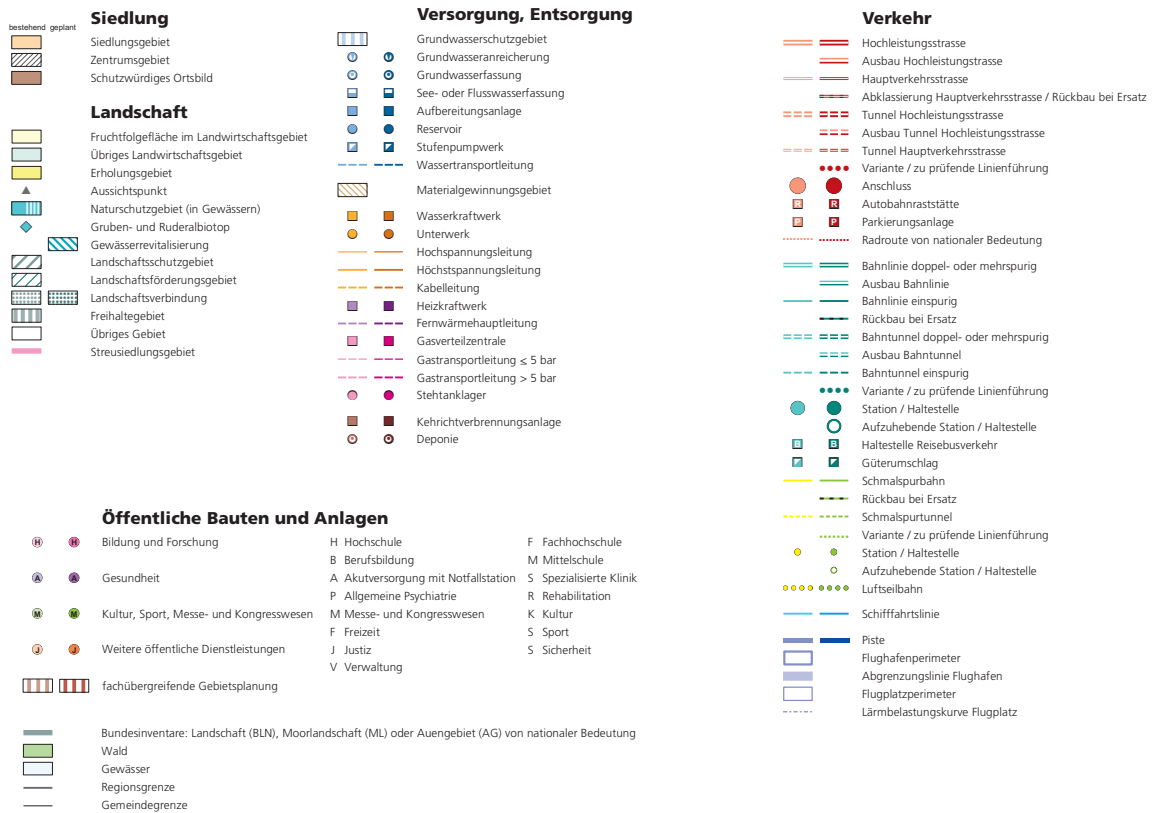 Siedlung
bestehend geplant
Siedlungsgebiet
Zentrumsgebiet
Schutzwürdiges Ortsbild
Landschaft
Fruchtfolgefläche im Landwirtschaftsgebiet
Übriges Landwirtschaftsgebiet
Erholungsgebiet
Aussichtspunkt
Naturschutzgebiet (in Gewässern)
Gruben- und Ruderalbiotop
Gewässerrevitalisierung
Landschaftsschutzgebiet
Landschaftsförderungsgebiet
Landschaftsverbindung
Freihaltegebiet
Übriges Gebiet
Streusiedlungsgebiet
Versorgung, Entsorgung
Grundwasserschutzgebiet
Grundwasseranreicherung
Grundwasserfassung
See- oder Flusswasserfassung
Aufbereitungsanlage
Reservoir
Stufenpumpwerk
Wassertransportleitung
Materialgewinnungsgebiet
Wasserkraftwerk
Unterwerk
Hochspannungsleitung
Höchstspannungsleitung
Kabelleitung
Heizkraftwerk
Fernwärmehauptleitung
Gasverteilzentrale
Gastransportleitung ≤ 5 bar
Gastransportleitung > 5 bar
Stehtanklager
Kehrichtverbrennungsanlage
Deponie
Verkehr
Hochleistungsstrasse
Ausbau Hochleistungstrasse
Hauptverkehrsstrasse
Abklassierung Hauptverkehrsstrasse / Rückbau bei Ersatz
Tunnel Hochleistungsstrasse
Ausbau Tunnel Hochleistungsstrasse
Tunnel Hauptverkehrsstrasse
Variante / zu prüfende Linienführung
Anschluss
R R Autobahnraststätte
P P Parkierungsanlage
Radroute von nationaler Bedeutung
Bahnlinie doppel- oder mehrspurig
Ausbau Bahnlinie
Bahnlinie einspurig
Rückbau bei Ersatz
Bahntunnel doppel- oder mehrspurig
Ausbau Bahntunnel
Bahntunnel einspurig
Variante / zu prüfende Linienführung
Station / Haltestelle
Aufzuhebende Station / Haltestelle
B B Haltestelle Reisebusverkehr
Güterumschlag
Schmalspurbahn
Rückbau bei Ersatz
Schmalspurtunnel
Variante / zu prüfende Linienführung
Station / Haltestelle
Aufzuhebende Station / Haltestelle
Luftseilbahn
Schifffahrtslinie
Piste
Flughafenperimeter
Abgrenzungslinie Flughafen
Flugplatzperimeter
Lärmbelastungskurve Flugplatz
Öffentliche Bauten und Anlagen
H H Bildung und Forschung H Hochschule F Fachhochschule
B Berufsbildung M Mittelschule
A A Gesundheit A Akutversorgung mit Notfallstation S Spezialisierte Klinik
P Allgemeine Psychiatrie R Rehabilitation
M M Kultur, Sport, Messe- und Kongresswesen M Messe- und Kongresswesen K Kultur
F Freizeit S Sport
J J Weitere öffentliche Dienstleistungen J Justiz S Sicherheit
V Verwaltung
fachübergreifende Gebietsplanung
Bundesinventare: Landschaft (BLN), Moorlandschaft (ML) oder Auengebiet (AG) von nationaler Bedeutung
Wald
Gewässer
Regionsgrenze
Gemeindegrenze